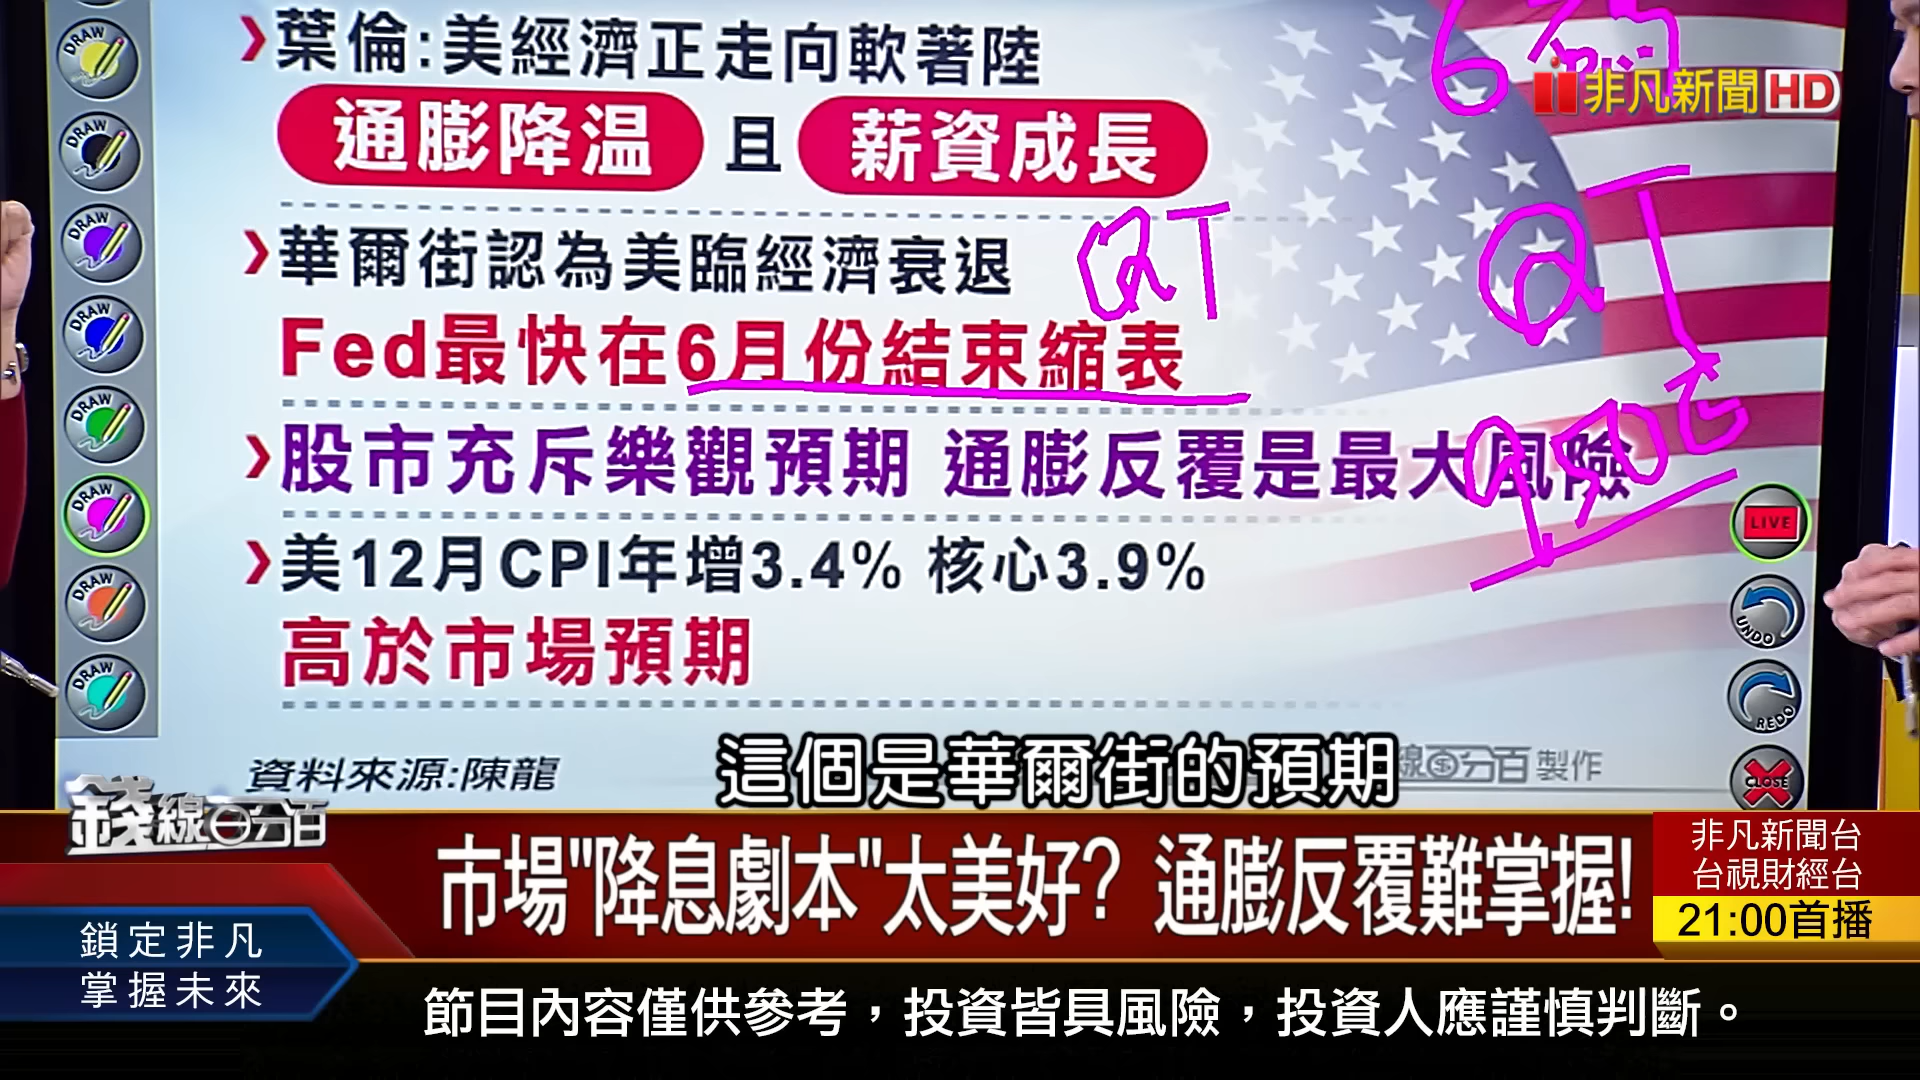 葉倫:美經濟正走向軟著陸
通膨降溫 且 薪資成長
華爾街認為美臨經濟衰退
QT
Fed最快在6月份結束縮表
QT
股市充斥樂觀預期 通膨反覆是最大風險
美12月CPI年增3.4% 核心3.9%
高於市場預期
資料來源:陳龍
線百分百 製作
這個是華爾街的預期
非凡新聞 HD
DRAW
DRAW
DRAW
DRAW
DRAW
DRAW
DRAW
DRAW
LIVE
UNDO
REDO
CLOSE
錢線百分百
市場"降息劇本"太美好? 通膨反覆難掌握!
非凡新聞台
台視財經台
21:00首播
鎖定非凡
掌握未來
節目內容僅供參考，投資皆具風險，投資人應謹慎判斷。